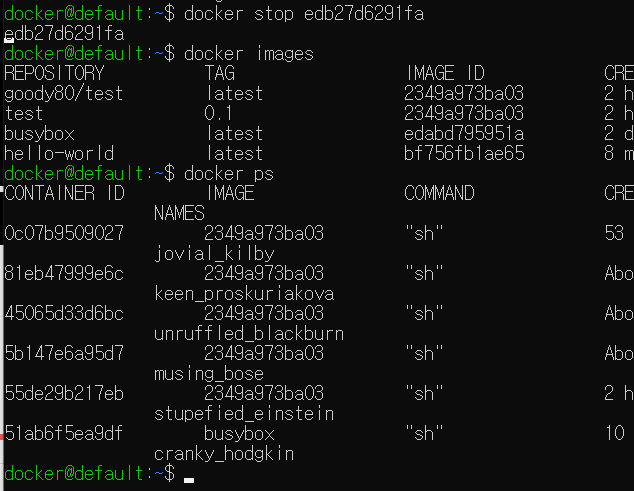 docker@default:~$ docker stop edb27d6291fa
edb27d6291fa
docker@default:~$ docker images
REPOSITORY TAG IMAGE ID CRE
goody80/test latest 2349a973ba03 2 h
test 0.1 2349a973ba03 2 h
busybox latest edabd795951a 2 d
hello-world latest bf756fb1ae65 8 m
docker@default:~$ docker ps
CONTAINER ID IMAGE COMMAND CRE
NAMES
0c07b9509027 2349a973ba03 "sh" 53
jovial_kilby
81eb47999e6c 2349a973ba03 "sh" Abo
keen_proskuriakova
45065d33d6bc 2349a973ba03 "sh" Abo
unruffled_blackburn
5b147e6a95d7 2349a973ba03 "sh" Abo
musing_bose
55de29b217eb 2349a973ba03 "sh" 2 h
stupefied_einstein
51ab6f5ea9df busybox "sh" 10
cranky_hodgkin
docker@default:~$